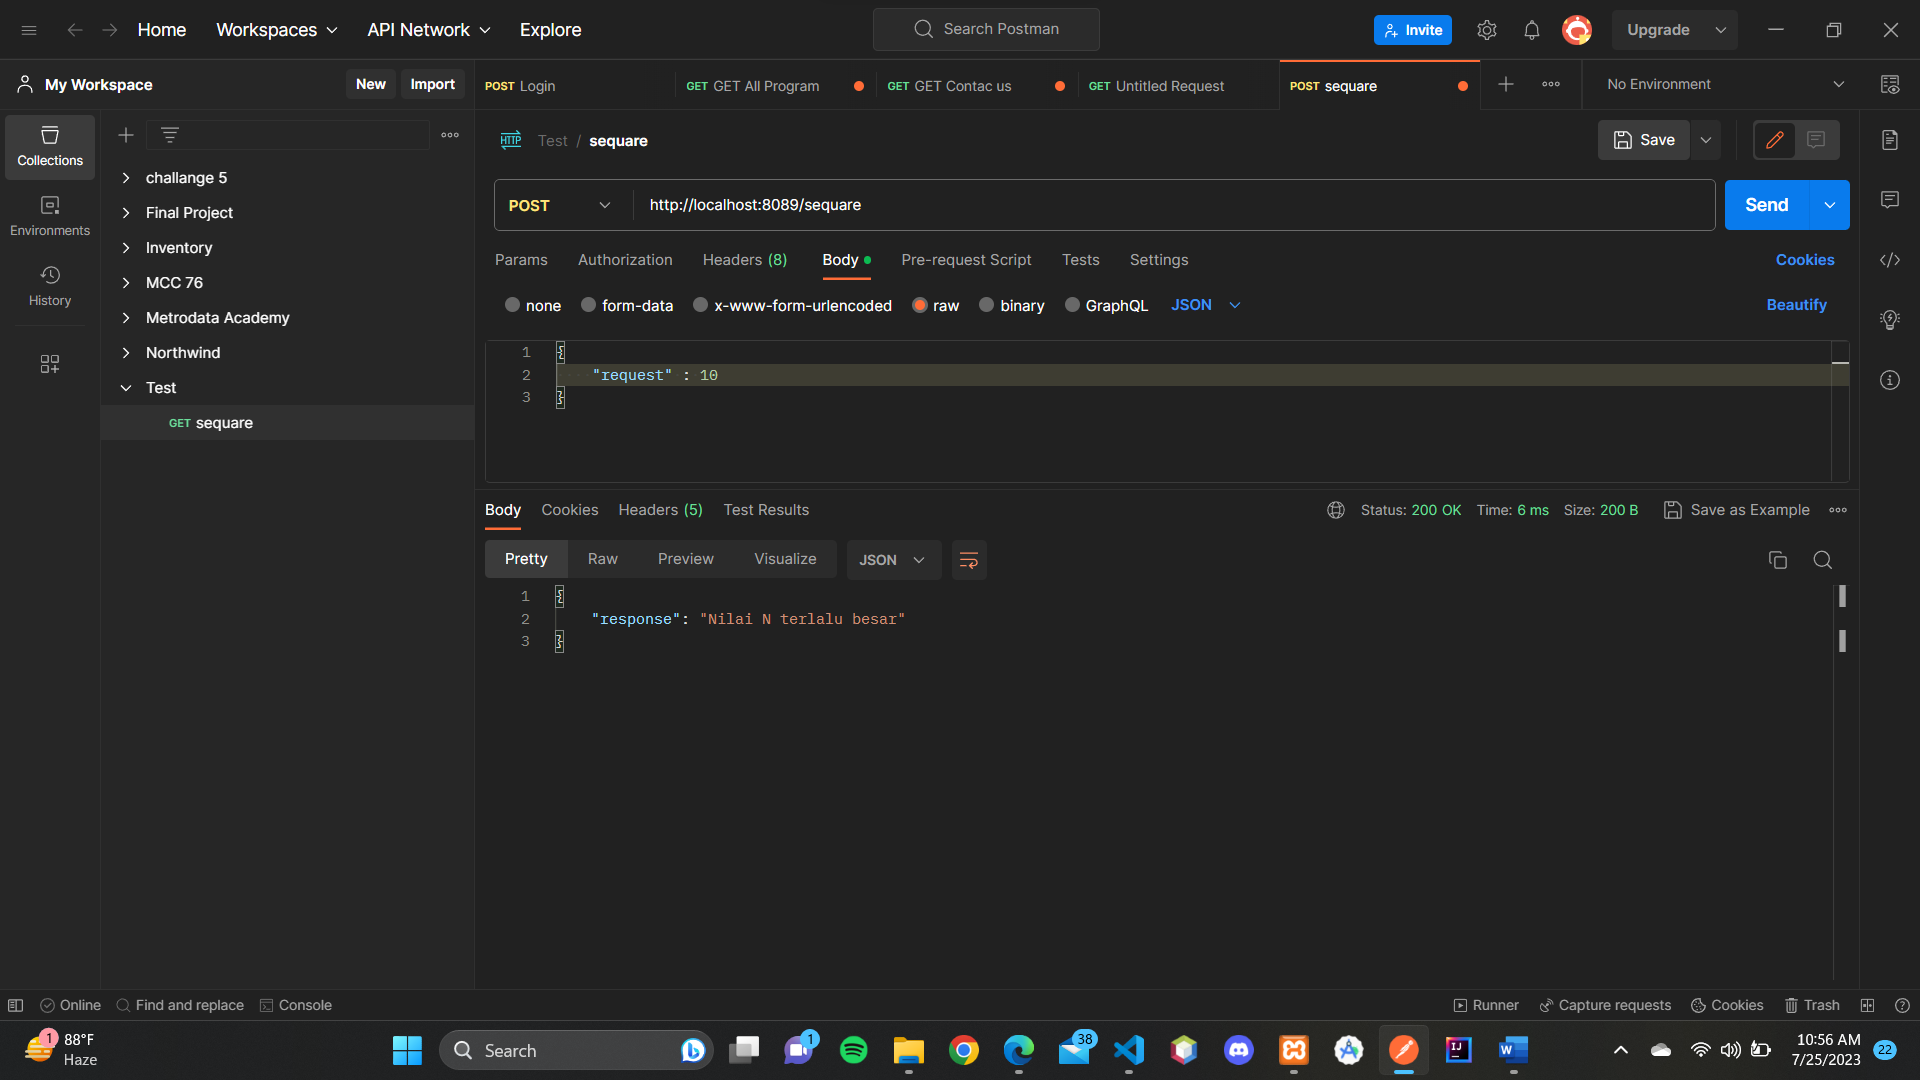 Home Workspaces API Network Explore Search Postman Invite Upgrade
My Workspace New Import POST Login GET GET All Program GET GET Contac us GET Untitled Request POST sequare No Environment
Collections
Environments
History
challange 5
Final Project
Inventory
MCC 76
Metrodata Academy
Northwind
Test
GET sequare
HTTP Test / sequare Save
POST http://localhost:8089/sequare Send
Params Authorization Headers (8) Body Pre-request Script Tests Settings Cookies
none form-data x-www-form-urlencoded raw binary GraphQL JSON Beautify
1 {
2 "request" : 10
3 }
Body Cookies Headers (5) Test Results Status: 200 OK Time: 6 ms Size: 200 B Save as Example
Pretty Raw Preview Visualize JSON
1 {
2 "response": "Nilai N terlalu besar"
3 }
Online Find and replace Console Runner Capture requests Cookies Trash
1 88°F
Haze
Search
1
38
IJ
W
10:56 AM
7/25/2023
22